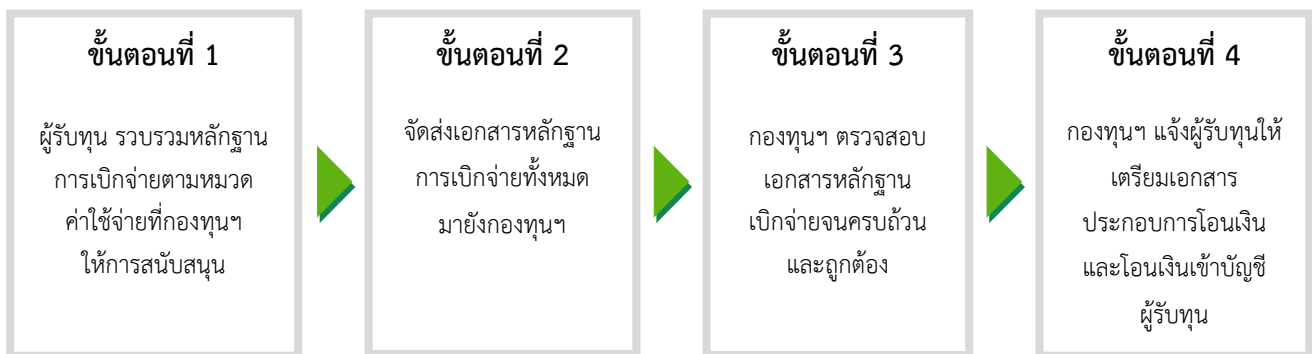 ขั้นตอนที่ 1
ผู้รับทุน รวบรวมหลักฐาน
การเบิกจ่ายตามหมวด
ค่าใช้จ่ายที่กองทุนฯ
ให้การสนับสนุน
ขั้นตอนที่ 2
จัดส่งเอกสารหลักฐาน
การเบิกจ่ายทั้งหมด
มายังกองทุนฯ
ขั้นตอนที่ 3
กองทุนฯ ตรวจสอบ
เอกสารหลักฐาน
เบิกจ่ายจนครบถ้วน
และถูกต้อง
ขั้นตอนที่ 4
กองทุนฯ แจ้งผู้รับทุนให้
เตรียมเอกสาร
ประกอบการโอนเงิน
และโอนเงินเข้าบัญชี
ผู้รับทุน